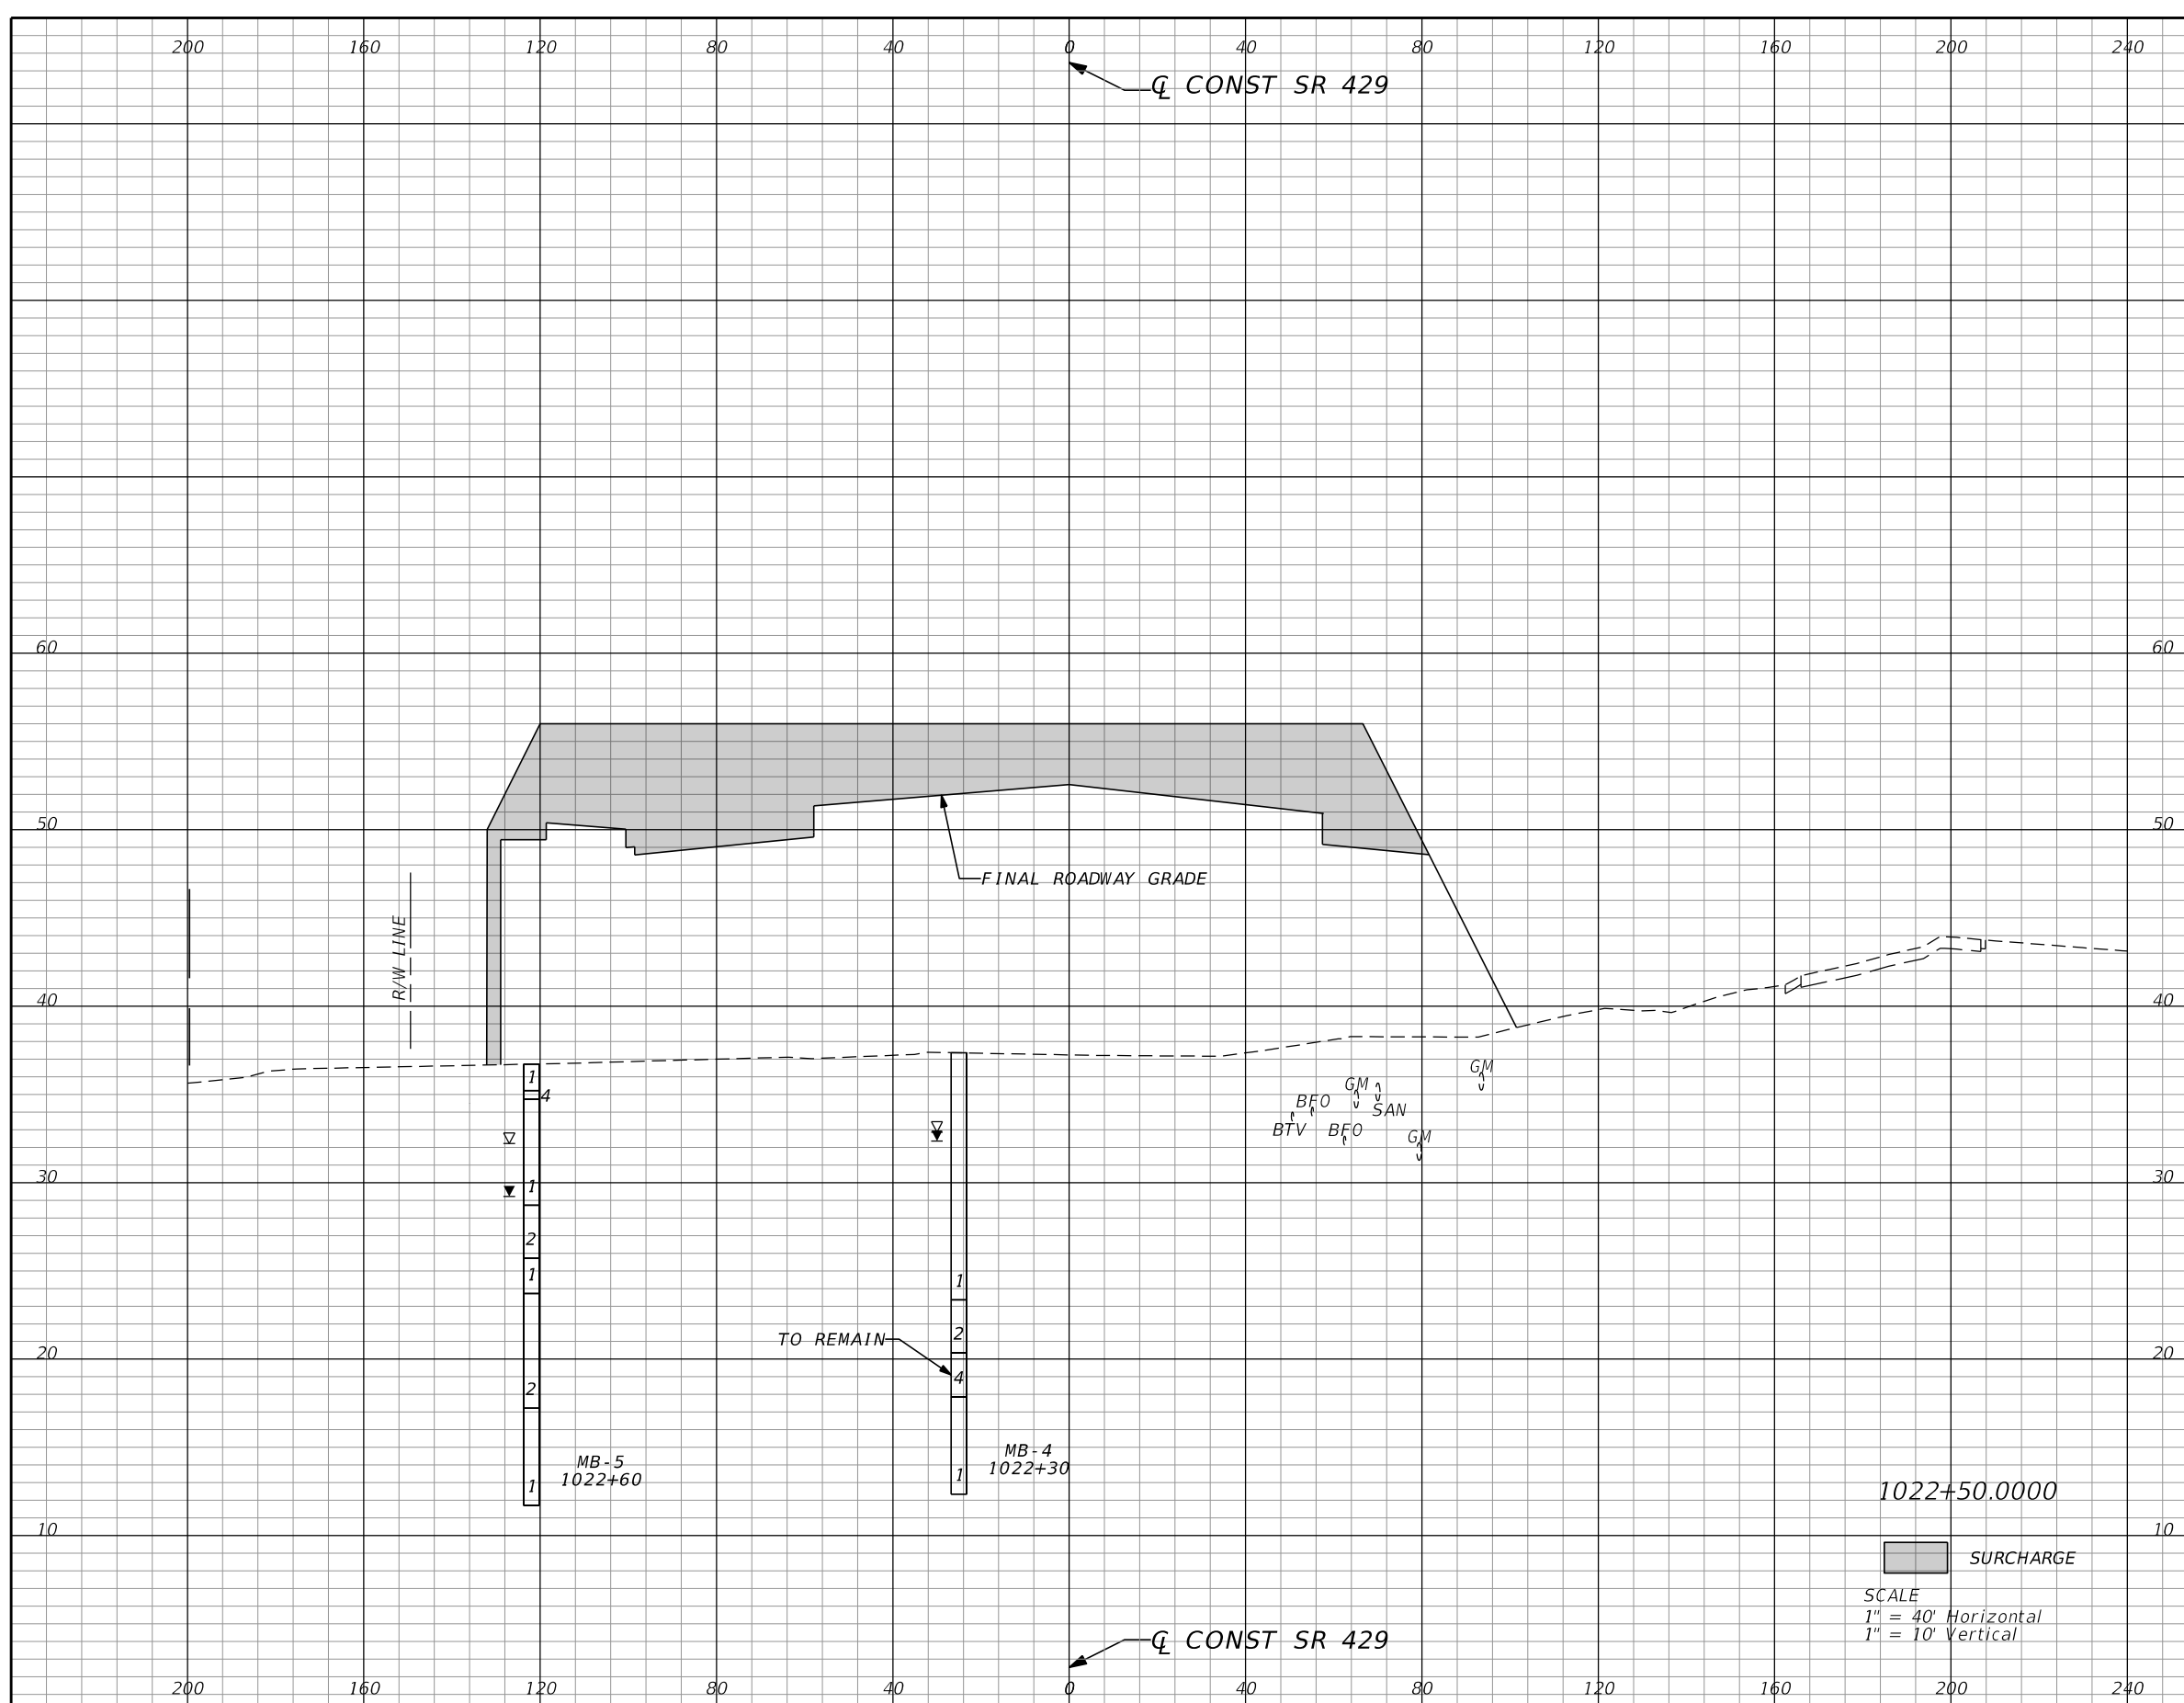 200 160 120 80 40 0 40 80 120 160 200 240
℄ CONST SR 429
60 60
50 50
FINAL ROADWAY GRADE
R/W LINE
40 40
GM
1
GM
4
BFO
SAN
BTV BFO
GM
30 30
1
2
1
1
2
20 20
TO REMAIN
4
2
MB-4
1022+30
MB-5
1022+60
1
1
1022+50.0000
10 10
SURCHARGE
SCALE
1" = 40' Horizontal
1" = 10' Vertical
℄ CONST SR 429
200 160 120 80 40 0 40 80 120 160 200 240